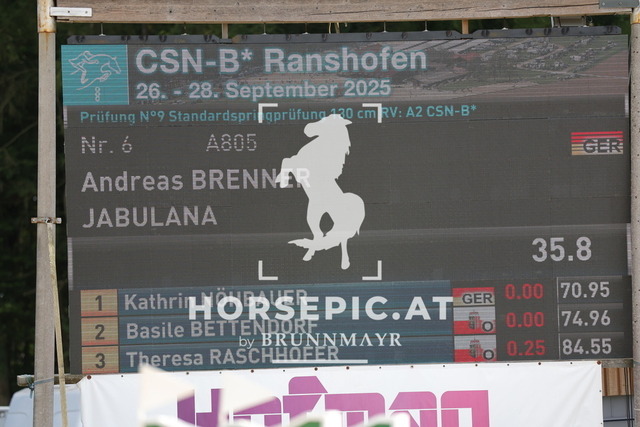 CSN-B* Ranshofen
26. - 28. September 2025
Prüfung N°9 Standardspringprüfung 130 cm RV: A2 CSN-B*
Nr. 6 A805 GER
Andreas BRENNER
JABULANA
35.8
1 Kathrin NÖHBAUER GER 0.00 70.95
2 Basile BETTENDORF 0.00 74.96
3 Theresa RASCHHOFER 0.25 84.55
HORSEPIC.AT
by BRUNNMAYR
Hofman